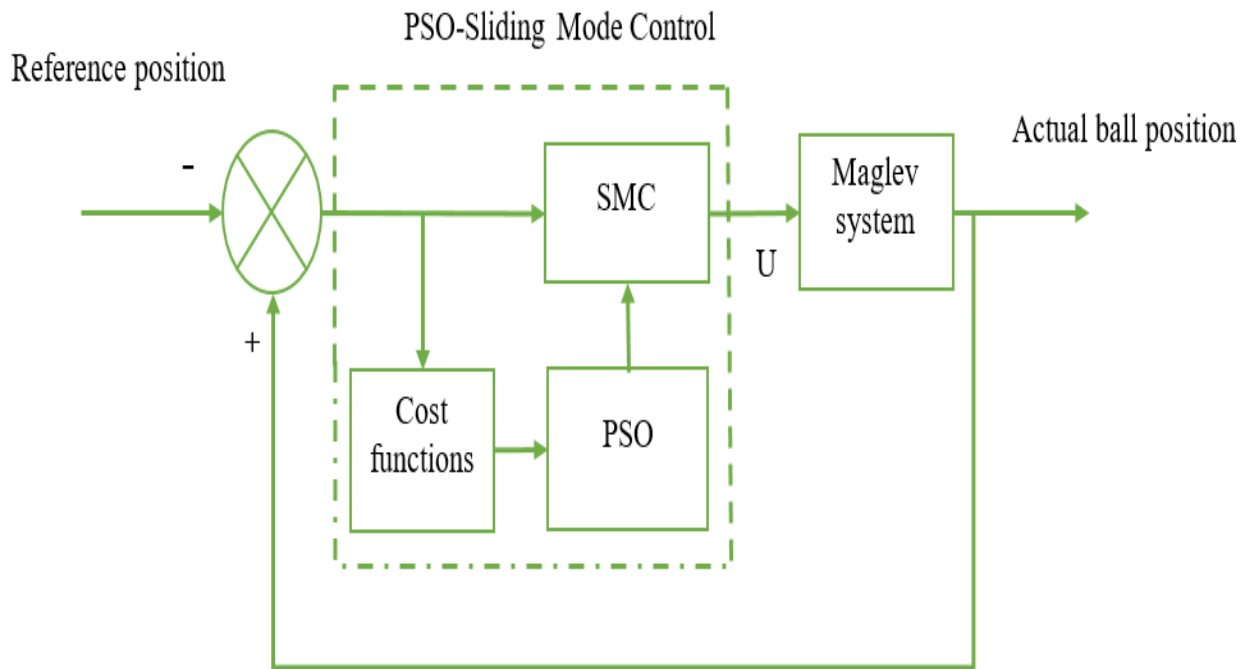 PSO-Sliding Mode Control
Reference position
Actual ball position
-
SMC
Maglev
system
U
+
Cost
functions
PSO